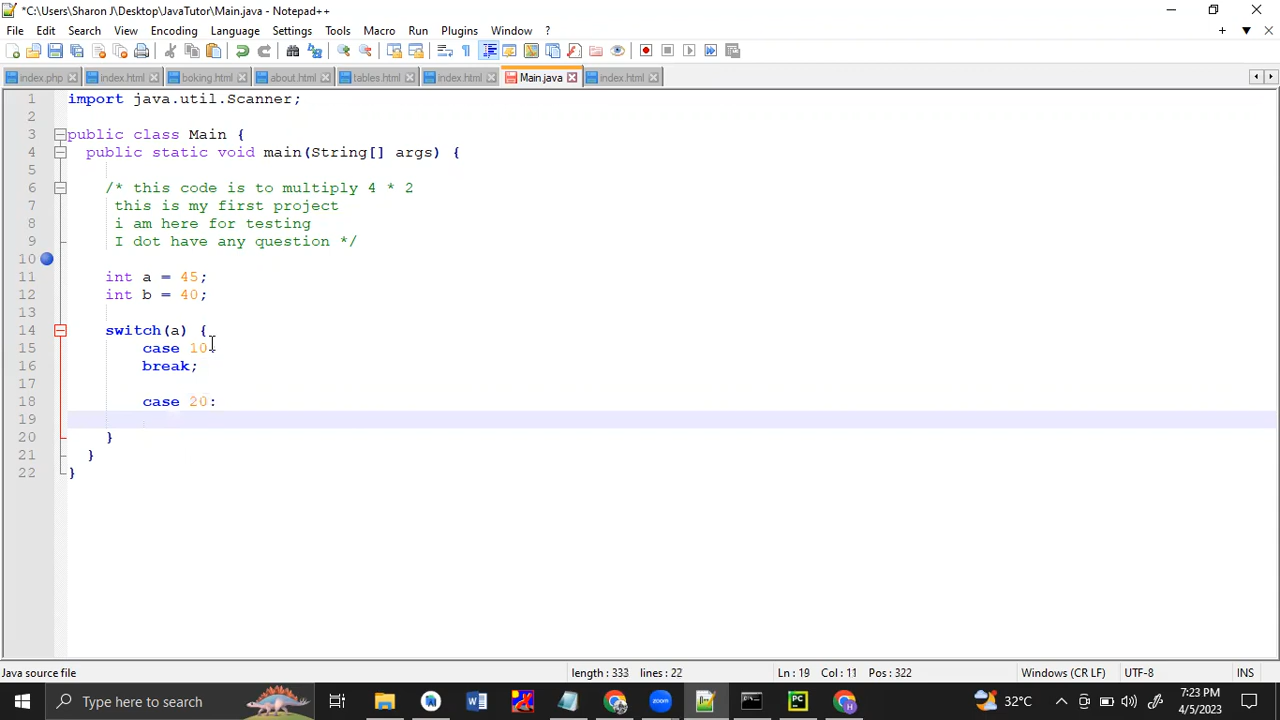 *C:\Users\Sharon J\Desktop\JavaTutor\Main.java - Notepad++
File Edit Search View Encoding Language Settings Tools Macro Run Plugins Window ?
index.php index.html boking.html about.html tables.html index.html Main.java index.html
1 import java.util.Scanner;
2
3 public class Main {
4 public static void main(String[] args) {
5
6 /* this code is to multiply 4 * 2
7 this is my first project
8 i am here for testing
9 I dot have any question */
10
11 int a = 45;
12 int b = 40;
13
14 switch(a) {
15 case 10:
16 break;
17
18 case 20:
19
20 }
21 }
22 }
Java source file length : 333 lines : 22 Ln : 19 Col : 11 Pos : 322 Windows (CR LF) UTF-8 INS
Type here to search 32°C 7:23 PM
4/5/2023